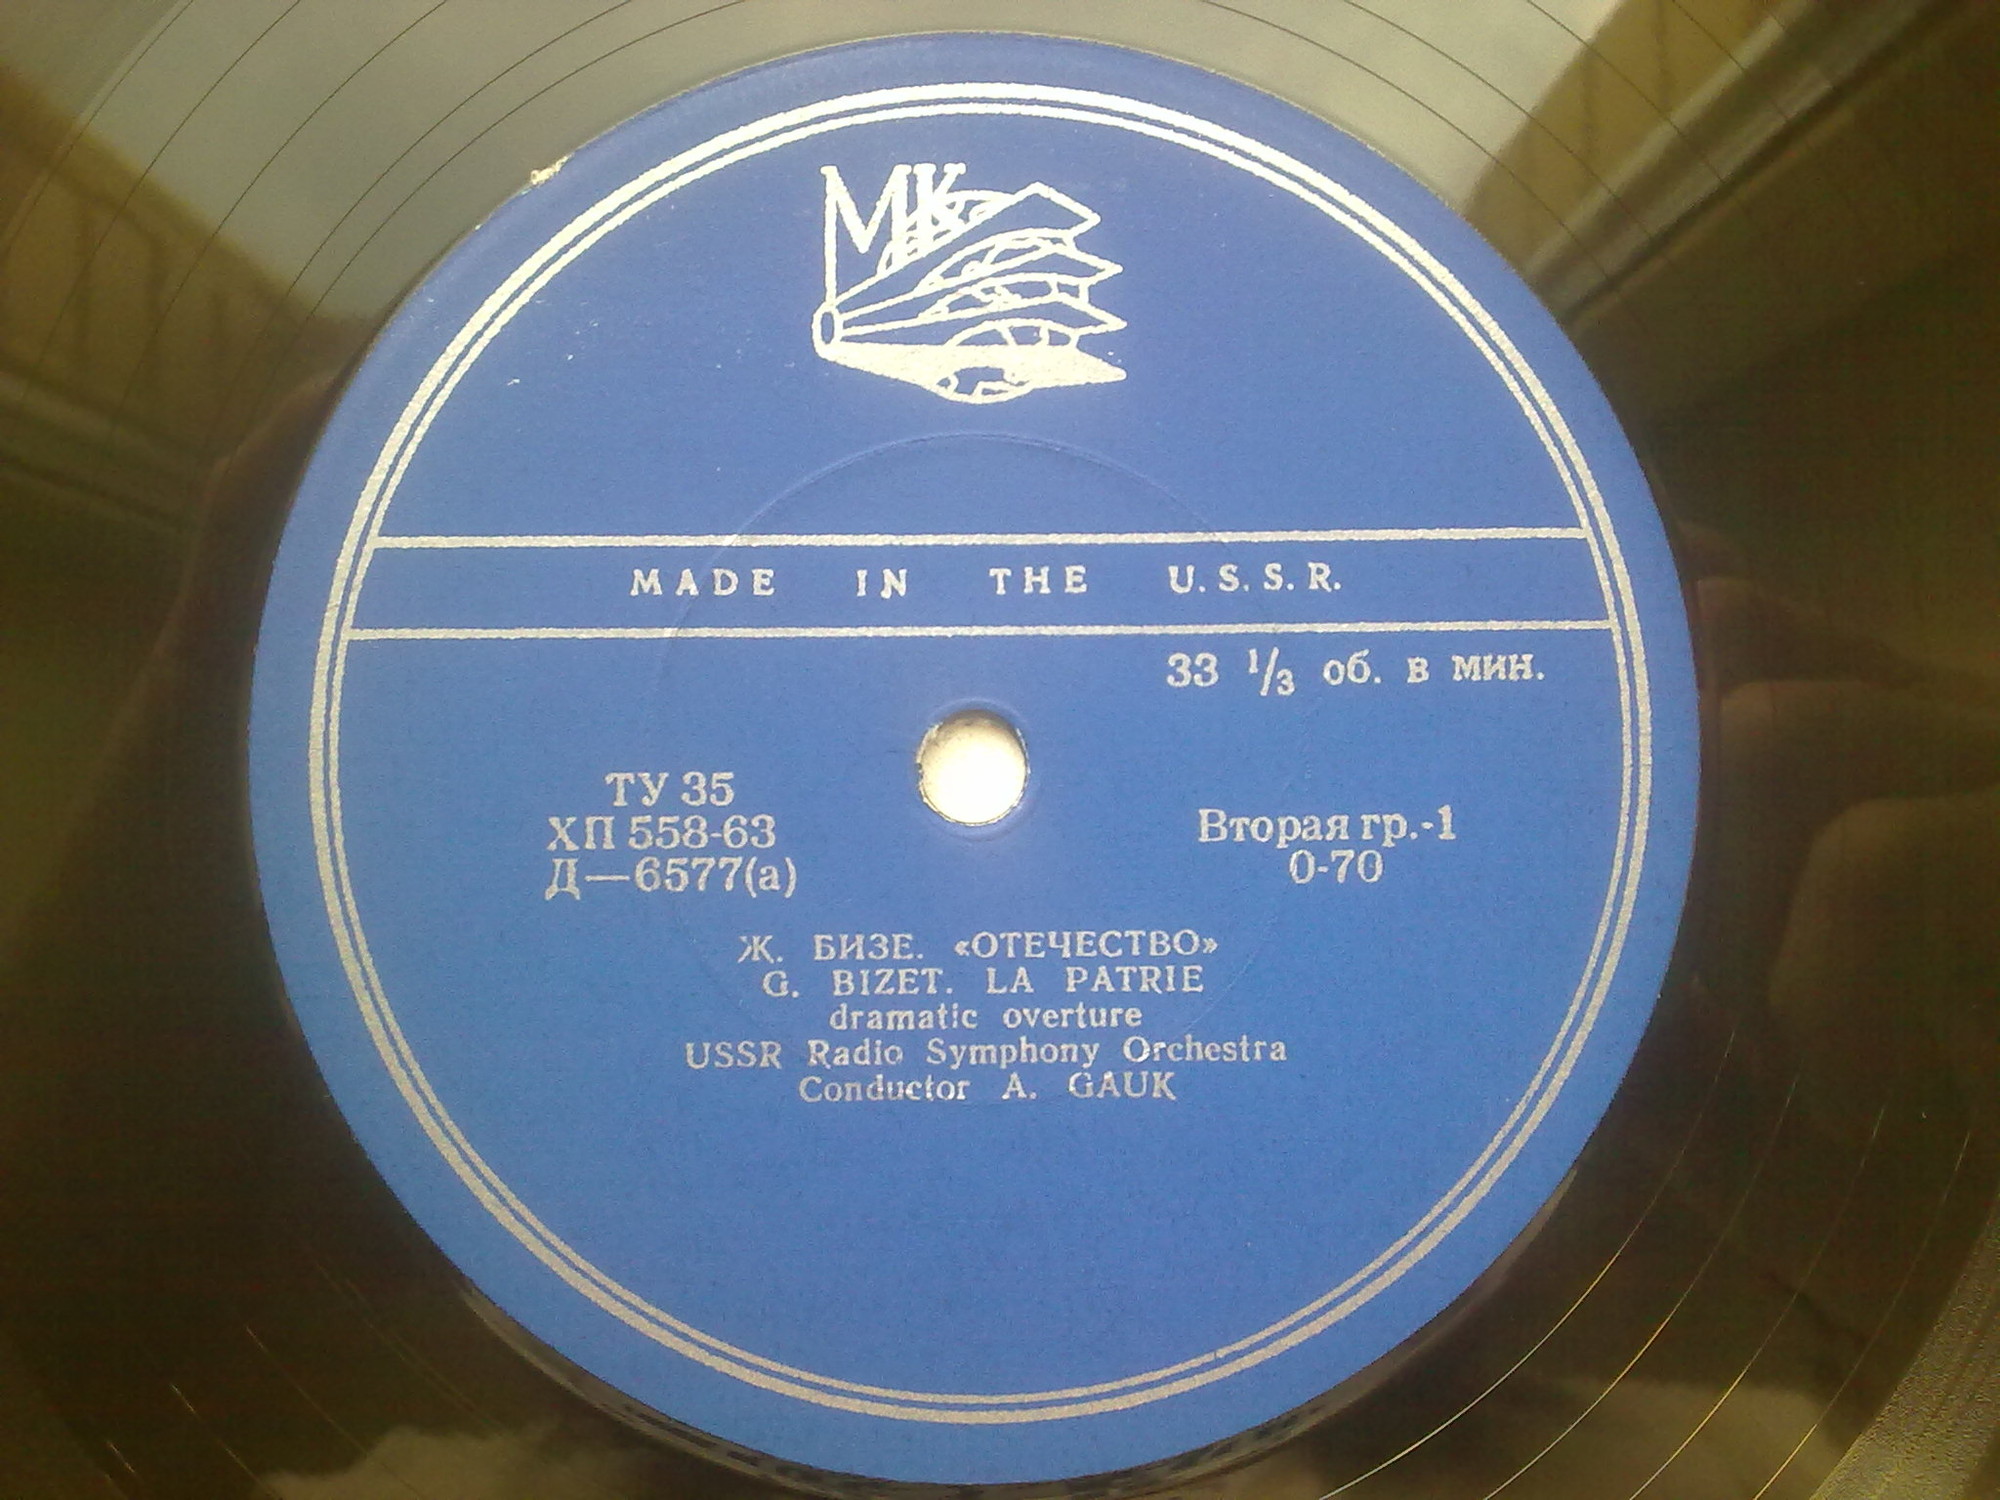 МК
MADE IN THE U.S.S.R.
33 1/3 об. в мин.
ТУ 35
ХП 558-63
Д—6577(а)
Вторая гр.-1
0-70
Ж. БИЗЕ. «ОТЕЧЕСТВО»
G. BIZET. LA PATRIE
dramatic overture
USSR Radio Symphony Orchestra
Conductor A. GAUK